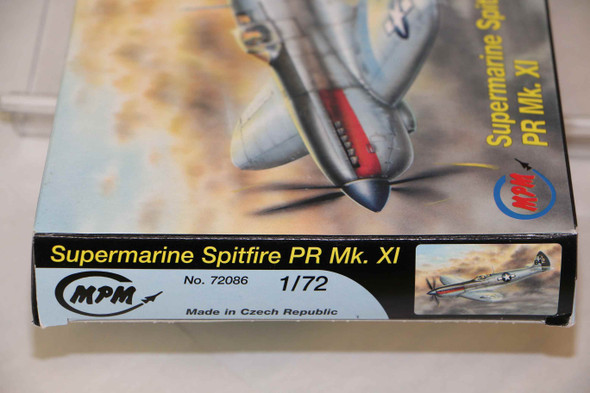 Supermarine Spit
PR Mk. XI
MPM
Supermarine Spitfire PR Mk. XI
MPM
No. 72086
1/72
Made in Czech Republic